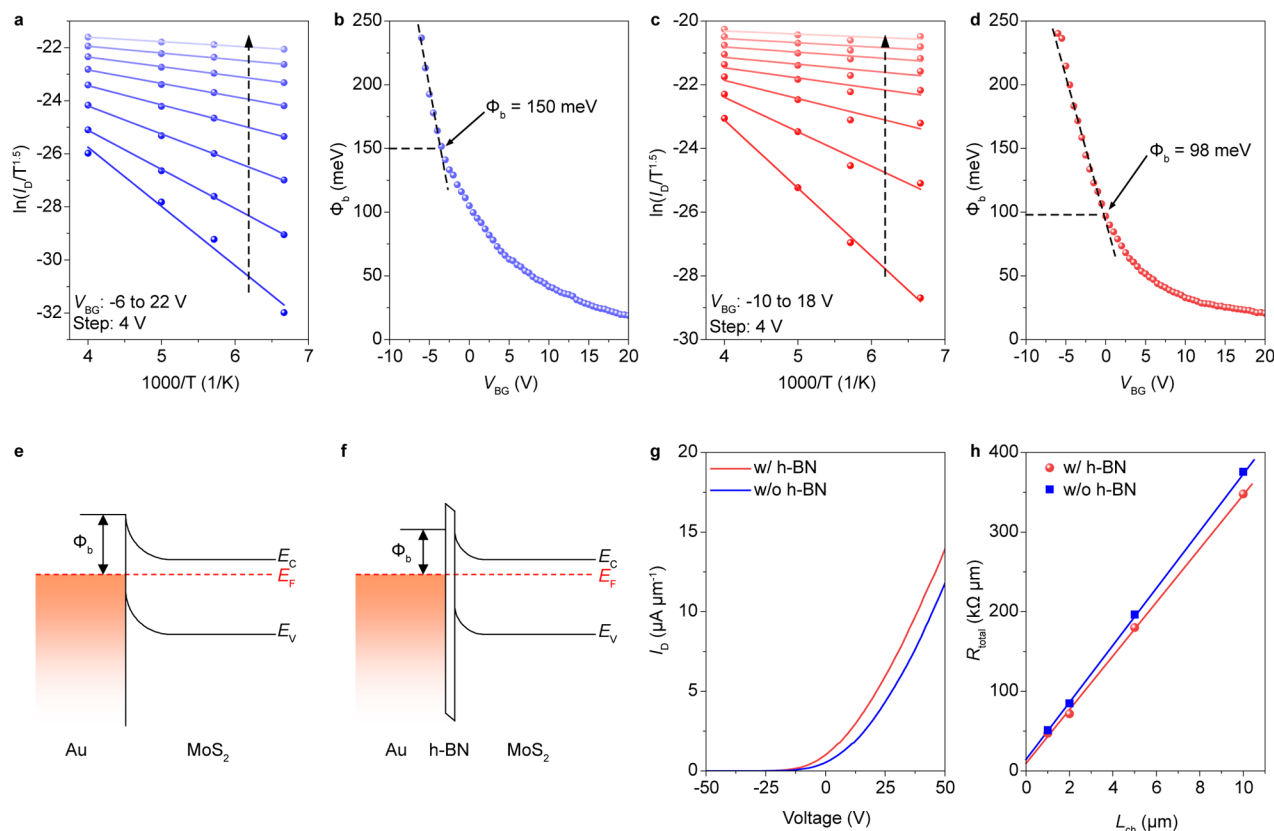 a
-22
-24
-26
-28
-30
-32
ln(I_D/T^1.5)
V_BG: -6 to 22 V
Step: 4 V
4 5 6 7
1000/T (1/K)
b
250
200
150
100
50
0
Φ_b (meV)
Φ_b = 150 meV
-10 -5 0 5 10 15 20
V_BG (V)
c
-20
-22
-24
-26
-28
-30
ln(I_D/T^1.5)
V_BG: -10 to 18 V
Step: 4 V
4 5 6 7
1000/T (1/K)
d
250
200
150
100
50
0
Φ_b (meV)
Φ_b = 98 meV
-10 -5 0 5 10 15 20
V_BG (V)
e
Φ_b
E_C
E_F
E_V
Au MoS₂
f
Φ_b
E_C
E_F
E_V
Au h-BN MoS₂
g
w/ h-BN
w/o h-BN
20
15
10
5
0
I_D (µA µm⁻¹)
-50 -25 0 25 50
Voltage (V)
h
w/ h-BN
w/o h-BN
400
300
200
100
0
R_total (kΩ µm)
0 2 4 6 8 10
L_ch (µm)